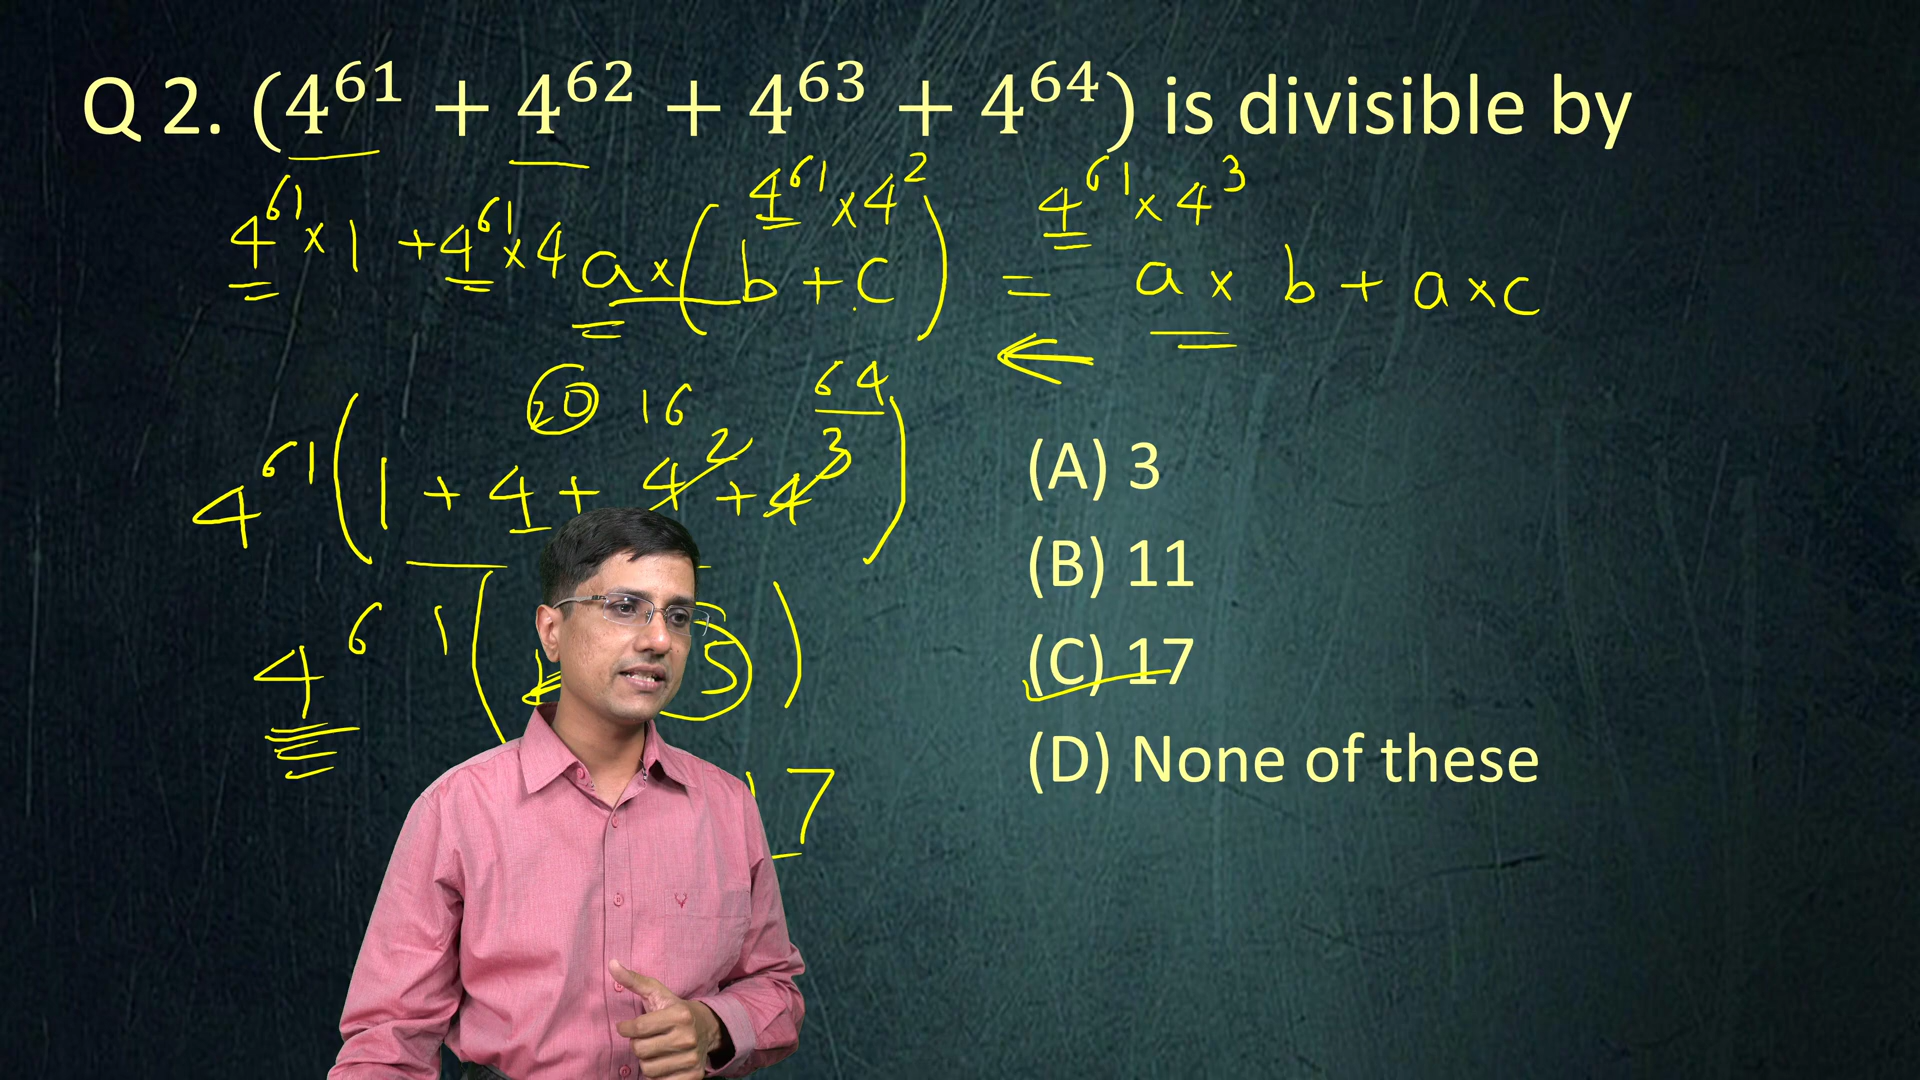 Q 2. (4^61 + 4^62 + 4^63 + 4^64) is divisible by
4^61 × 1 + 4^61 × 4
4^61 × 4^2
4^61 × 4^3
a × ( b + c ) = a × b + a × c
20 16 64
4^61 ( 1 + 4 + 4^2 + 4^3 )
4^61 ( 5 )
17
(A) 3
(B) 11
(C) 17
(D) None of these